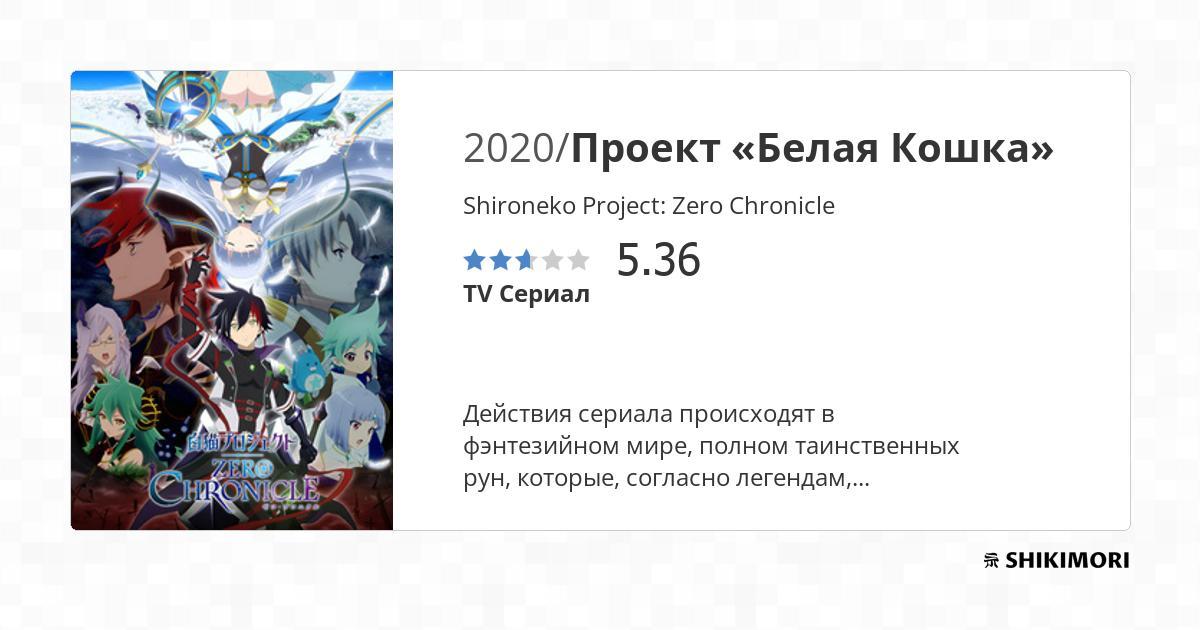 2020/Проект «Белая Кошка»
Shironeko Project: Zero Chronicle
5.36
TV Сериал
Действия сериала происходят в
фэнтезийном мире, полном таинственных
рун, которые, согласно легендам,...
白猫プロジェクト
ZERO
CHRONICLE
SHIKIMORI